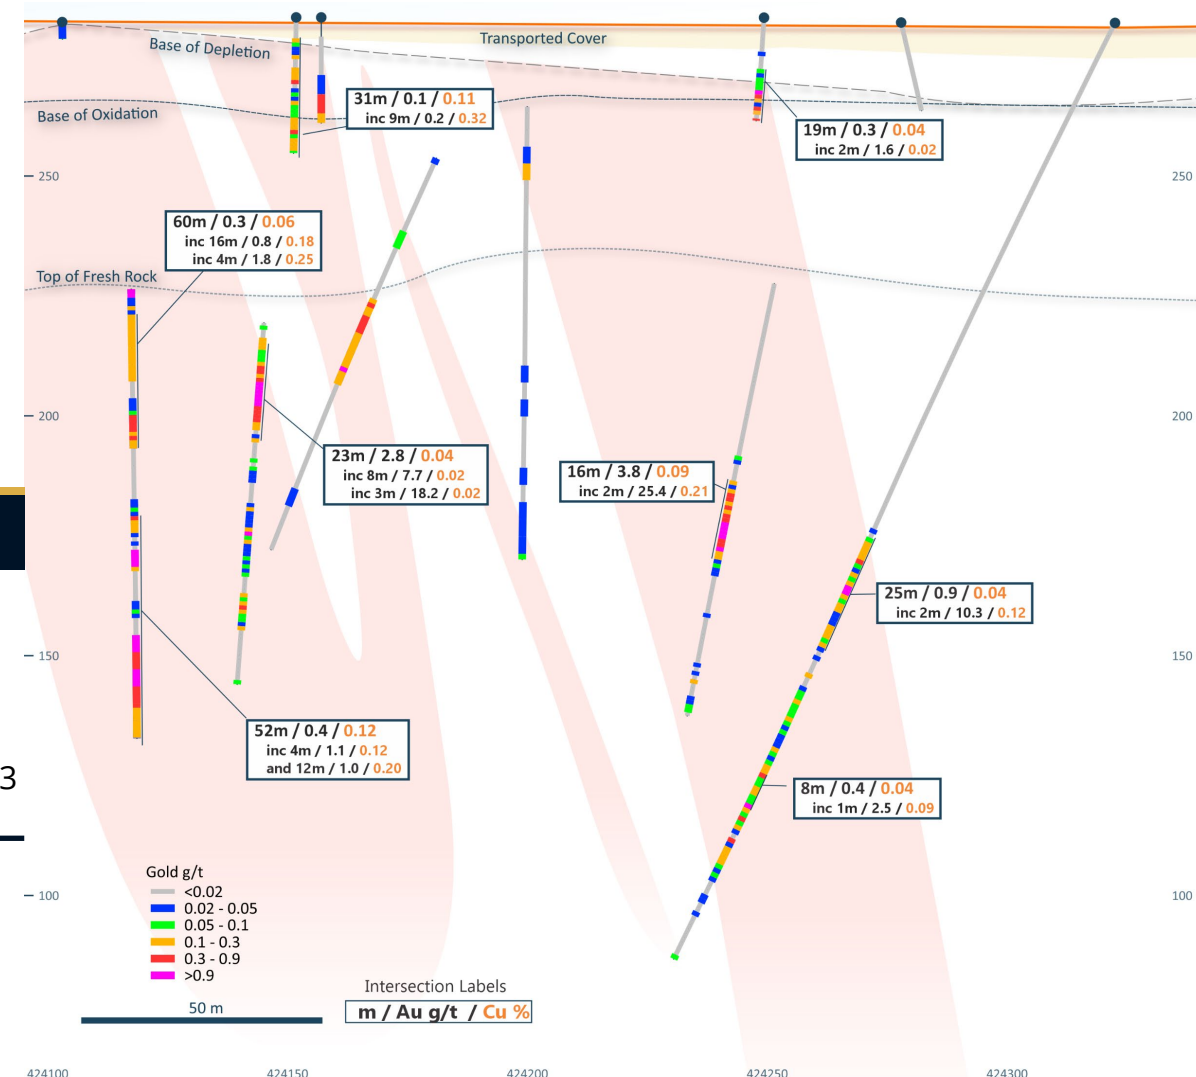 Base of Depletion
Transported Cover
Base of Oxidation
31m / 0.1 / 0.11
inc 9m / 0.2 / 0.32
19m / 0.3 / 0.04
inc 2m / 1.6 / 0.02
250
250
60m / 0.3 / 0.06
inc 16m / 0.8 / 0.18
inc 4m / 1.8 / 0.25
Top of Fresh Rock
200
200
23m / 2.8 / 0.04
inc 8m / 7.7 / 0.02
inc 3m / 18.2 / 0.02
16m / 3.8 / 0.09
inc 2m / 25.4 / 0.21
25m / 0.9 / 0.04
inc 2m / 10.3 / 0.12
150
150
52m / 0.4 / 0.12
inc 4m / 1.1 / 0.12
and 12m / 1.0 / 0.20
3
8m / 0.4 / 0.04
inc 1m / 2.5 / 0.09
Gold g/t
<0.02
0.02 - 0.05
0.05 - 0.1
0.1 - 0.3
0.3 - 0.9
>0.9
100
100
50 m
Intersection Labels
m / Au g/t / Cu %
424100
424150
424200
424250
424300